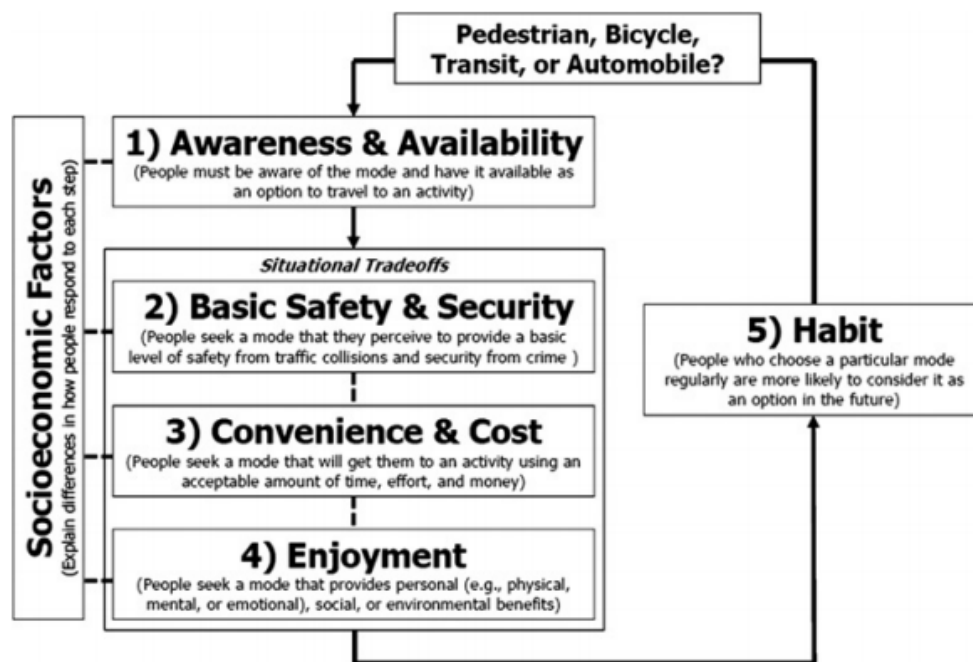 Pedestrian, Bicycle,
Transit, or Automobile?
Socioeconomic Factors
(Explain differences in how people respond to each step)
1) Awareness & Availability
(People must be aware of the mode and have it available as
an option to travel to an activity)
Situational Tradeoffs
2) Basic Safety & Security
(People seek a mode that they perceive to provide a basic
level of safety from traffic collisions and security from crime )
3) Convenience & Cost
(People seek a mode that will get them to an activity using an
acceptable amount of time, effort, and money)
4) Enjoyment
(People seek a mode that provides personal (e.g., physical,
mental, or emotional), social, or environmental benefits)
5) Habit
(People who choose a particular mode
regularly are more likely to consider it as
an option in the future)